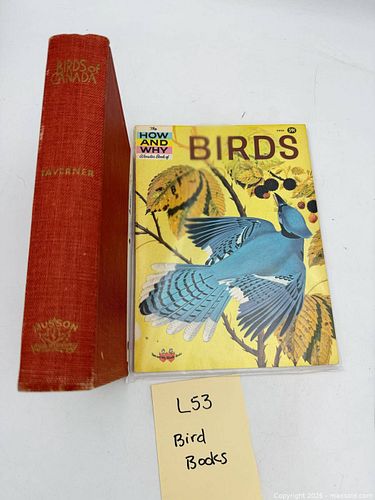 BIRDS of
CANADA
TAVERNER
MUSSON
The
HOW
AND
WHY
Wonder Book of
BIRDS
L53
Bird
Books
Copyright 2026 - maxsold.com